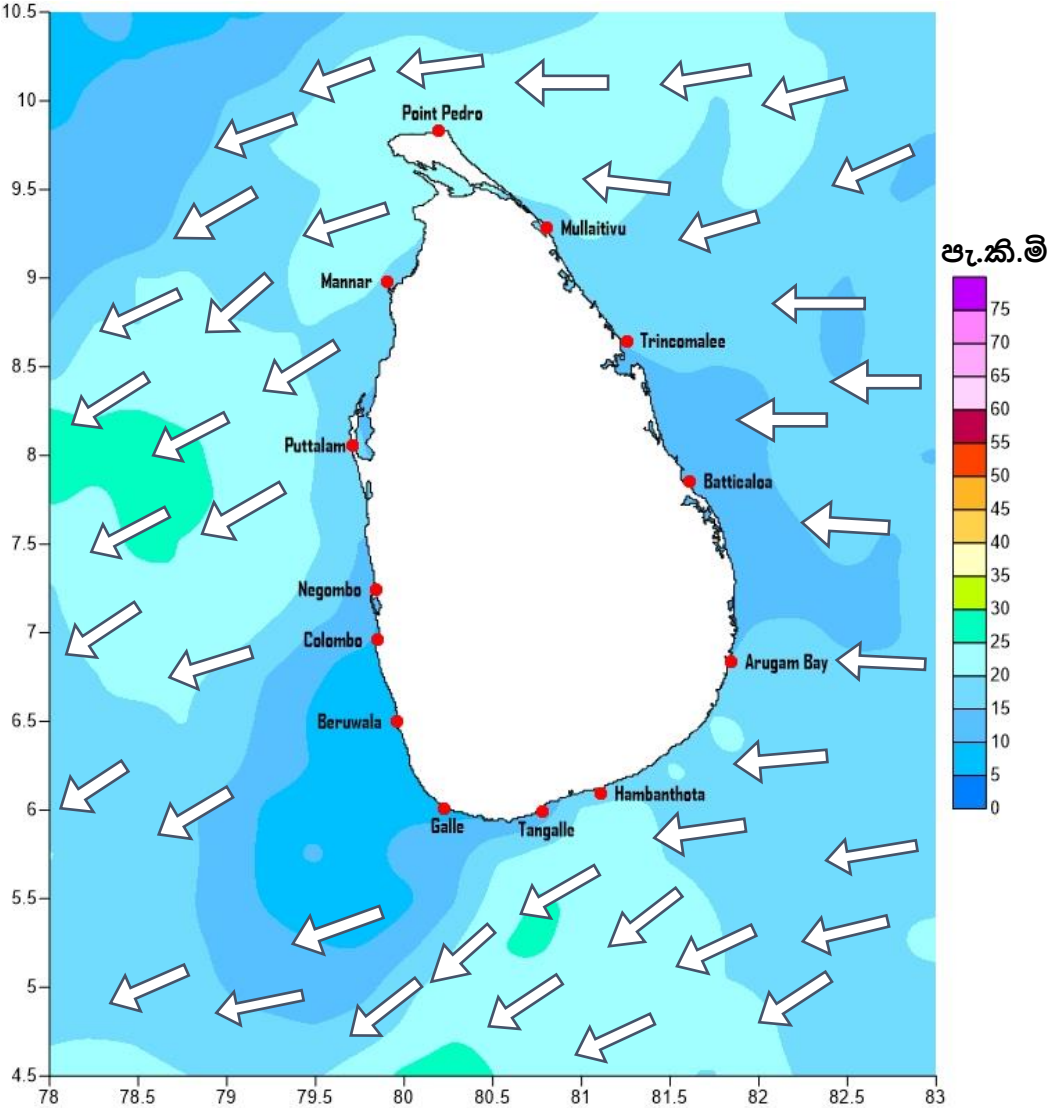 10.5
10
9.5
9
8.5
8
7.5
7
6.5
6
5.5
5
4.5
78
78.5
79
79.5
80
80.5
81
81.5
82
82.5
83
Point Pedro
Mullaitivu
Mannar
Trincomalee
Puttalam
Batticaloa
Negombo
Colombo
Arugam Bay
Beruwala
Hambanthota
Galle
Tangalle
පැ.කි.මි
75
70
65
60
55
50
45
40
35
30
25
20
15
10
5
0